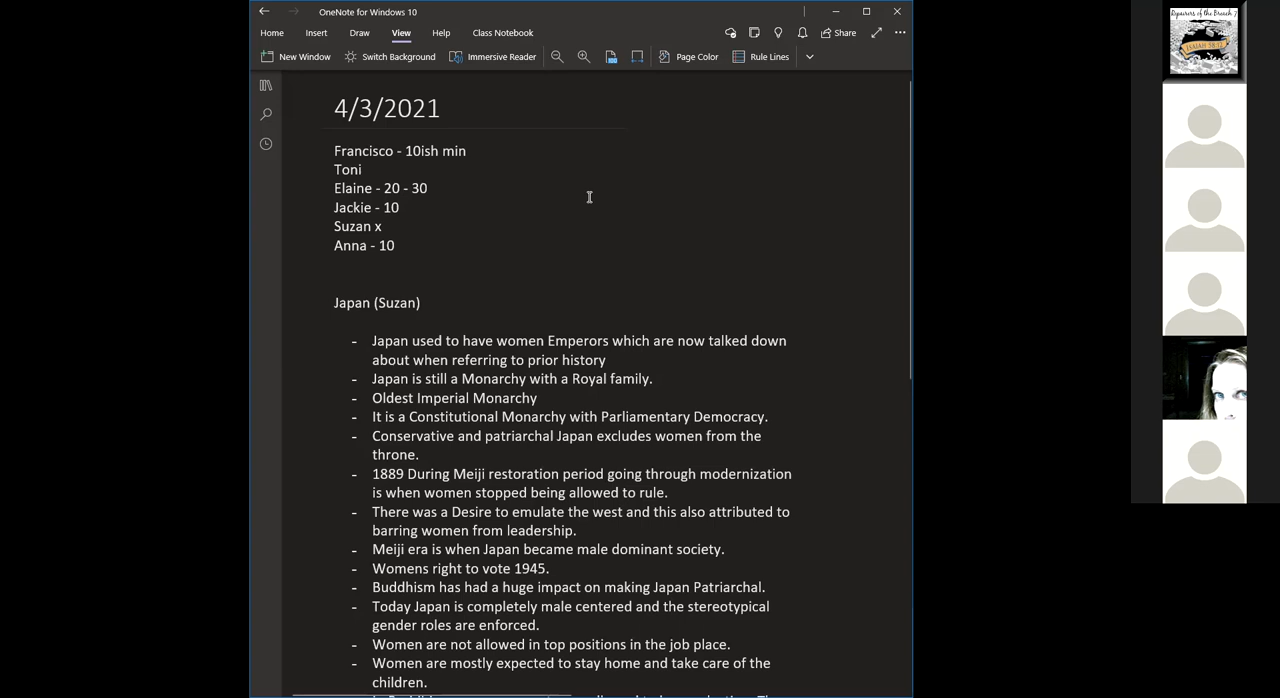 OneNote for Windows 10
Home Insert Draw View Help Class Notebook Share
New Window Switch Background Immersive Reader Page Color Rule Lines
4/3/2021
Francisco - 10ish min
Toni
Elaine - 20 - 30
Jackie - 10
Suzan x
Anna - 10
Japan (Suzan)
- Japan used to have women Emperors which are now talked down
about when referring to prior history
- Japan is still a Monarchy with a Royal family.
- Oldest Imperial Monarchy
- It is a Constitutional Monarchy with Parliamentary Democracy.
- Conservative and patriarchal Japan excludes women from the
throne.
- 1889 During Meiji restoration period going through modernization
is when women stopped being allowed to rule.
- There was a Desire to emulate the west and this also attributed to
barring women from leadership.
- Meiji era is when Japan became male dominant society.
- Womens right to vote 1945.
- Buddhism has had a huge impact on making Japan Patriarchal.
- Today Japan is completely male centered and the stereotypical
gender roles are enforced.
- Women are not allowed in top positions in the job place.
- Women are mostly expected to stay home and take care of the
children.
Repairers of the Breach 7
ISAIAH 58:12